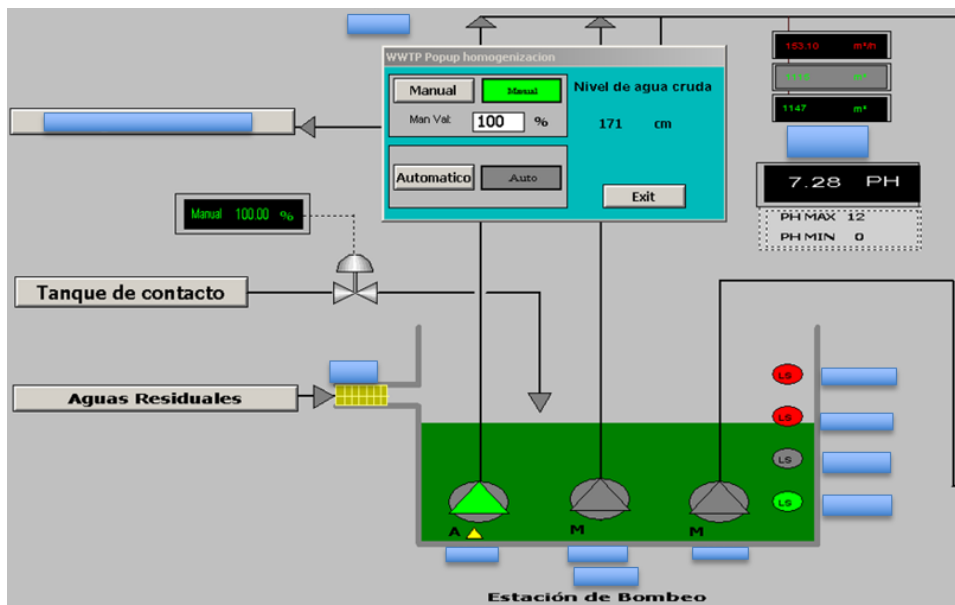 WWTP Popup homogenizacion
Manual Manual
Man Val: 100 %
Nivel de agua cruda
171 cm
Automatico Auto
Exit
153.10 m³/h
m³
1147 m³
7.28 PH
PH MAX 12
PH MIN 0
Manual 100.00 %
Tanque de contacto
Aguas Residuales
LS
LS
LS
LS
A
M
M
Estación de Bombeo